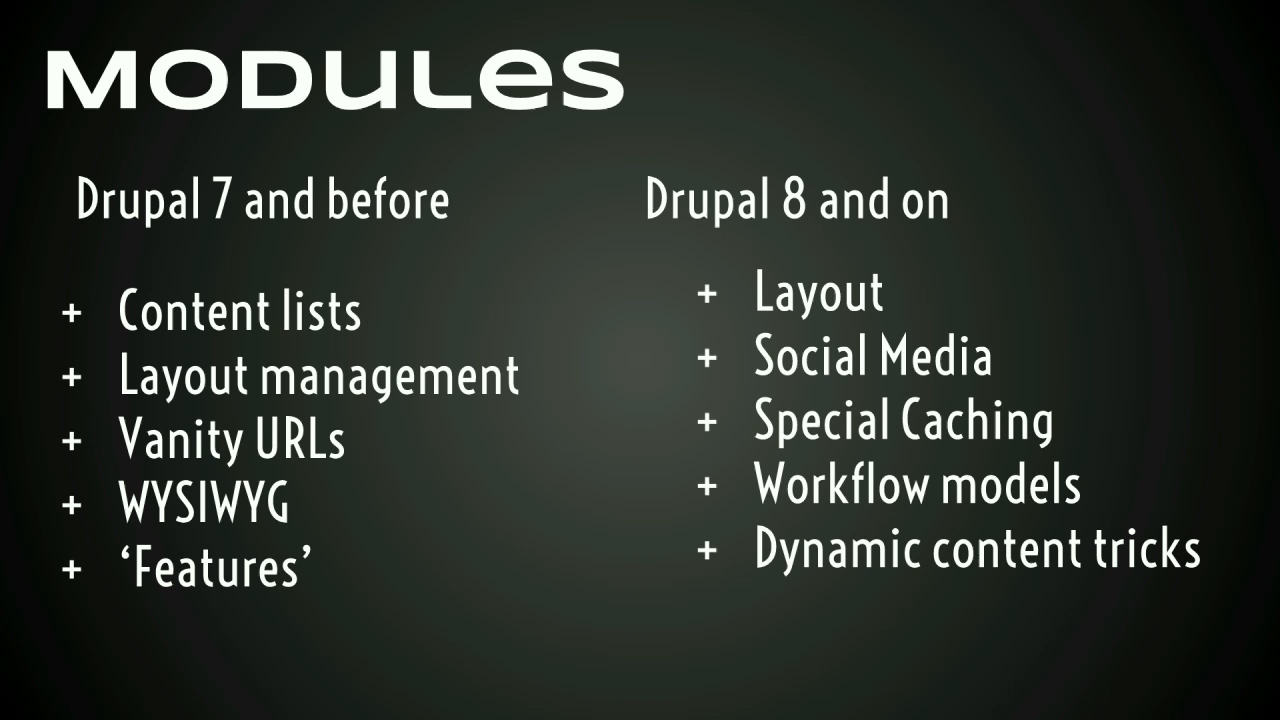 MODuLes
Drupal 7 and before
+ Content lists
+ Layout management
+ Vanity URLs
+ WYSIWYG
+ ‘Features’
Drupal 8 and on
+ Layout
+ Social Media
+ Special Caching
+ Workflow models
+ Dynamic content tricks